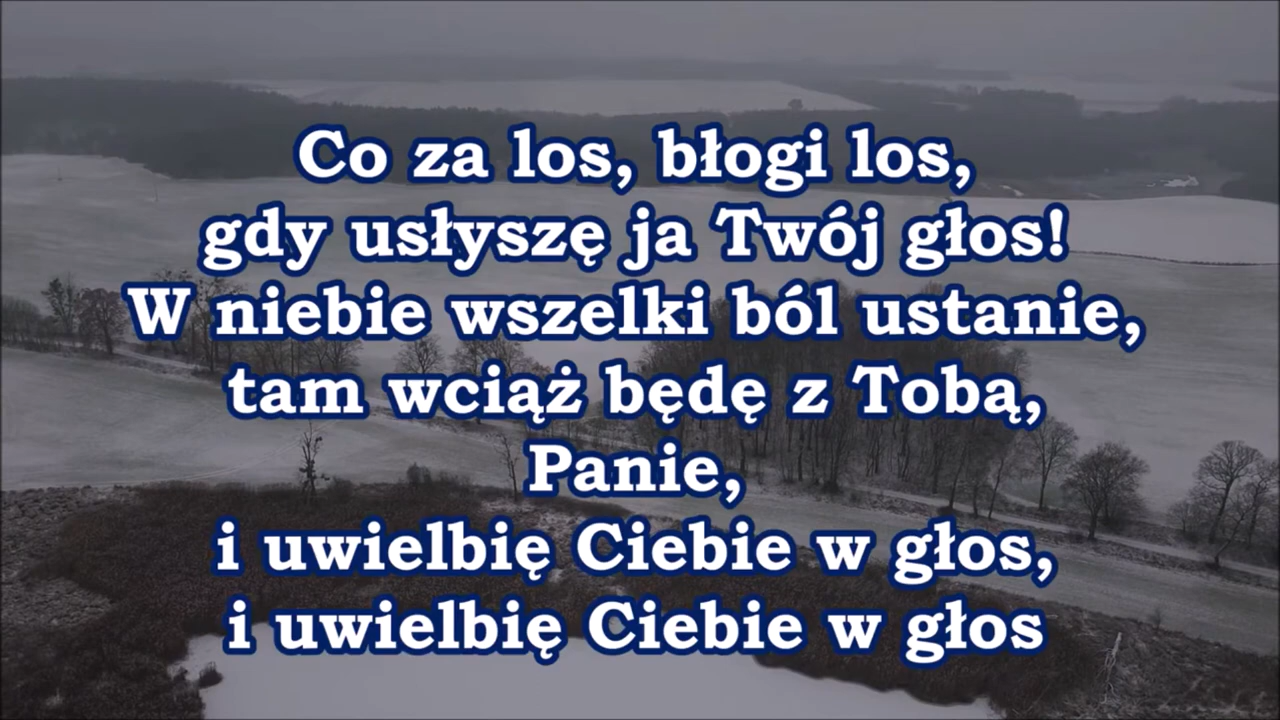 Co za los, błogi los,
gdy usłyszę ja Twój głos!
W niebie wszelki ból ustanie,
tam wciąż będę z Tobą,
Panie,
i uwielbię Ciebie w głos,
i uwielbię Ciebie w głos